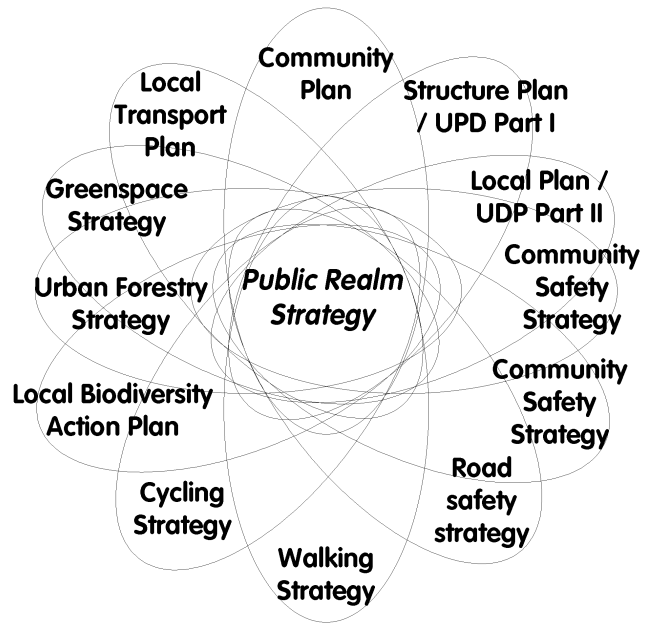 Community
Plan
Structure Plan
/ UPD Part I
Local Plan /
UDP Part II
Community
Safety
Strategy
Community
Safety
Strategy
Road
safety
strategy
Walking
Strategy
Cycling
Strategy
Local Biodiversity
Action Plan
Urban Forestry
Strategy
Greenspace
Strategy
Local
Transport
Plan
Public Realm
Strategy